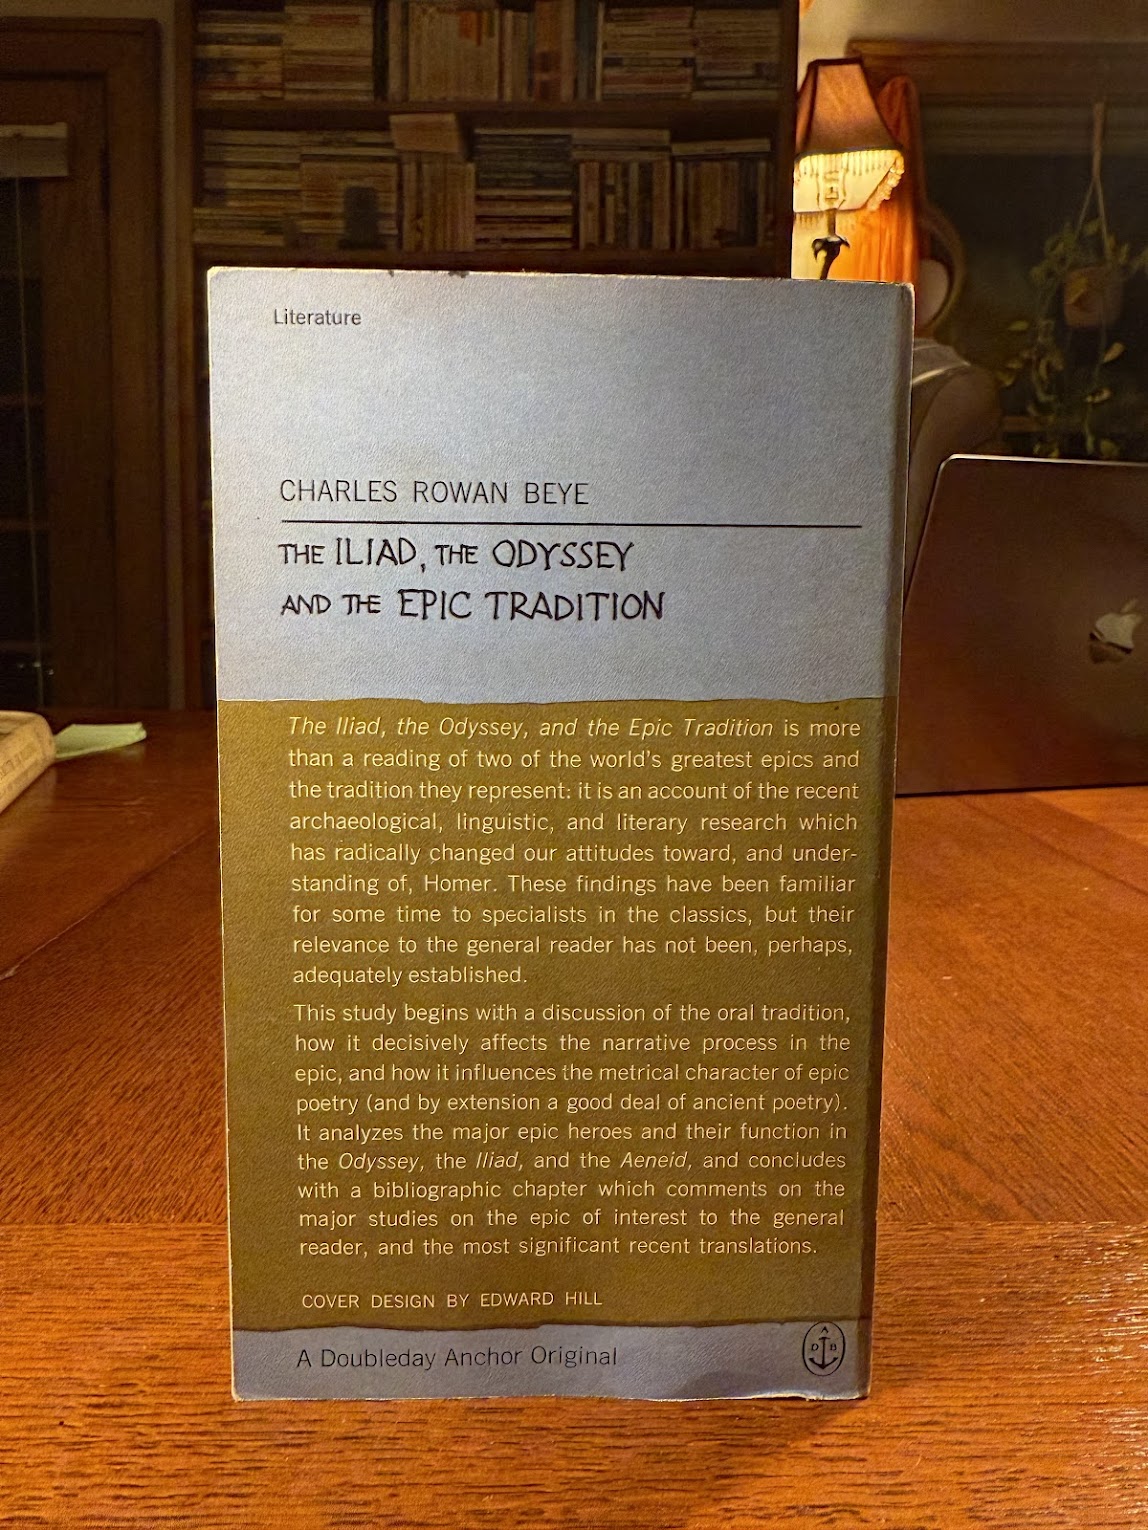 Literature
CHARLES ROWAN BEYE
THE ILIAD, THE ODYSSEY
AND THE EPIC TRADITION
The Iliad, the Odyssey, and the Epic Tradition is more
than a reading of two of the world's greatest epics and
the tradition they represent: it is an account of the recent
archaeological, linguistic, and literary research which
has radically changed our attitudes toward, and under-
standing of, Homer. These findings have been familiar
for some time to specialists in the classics, but their
relevance to the general reader has not been, perhaps,
adequately established.
This study begins with a discussion of the oral tradition,
how it decisively affects the narrative process in the
epic, and how it influences the metrical character of epic
poetry (and by extension a good deal of ancient poetry).
It analyzes the major epic heroes and their function in
the Odyssey, the Iliad, and the Aeneid, and concludes
with a bibliographic chapter which comments on the
major studies on the epic of interest to the general
reader, and the most significant recent translations.
COVER DESIGN BY EDWARD HILL
A Doubleday Anchor Original
A
D B